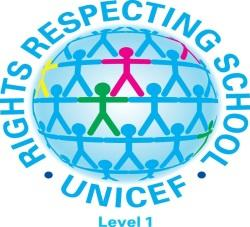 RIGHTS RESPECTING SCHOOL
UNICEF
Level 1